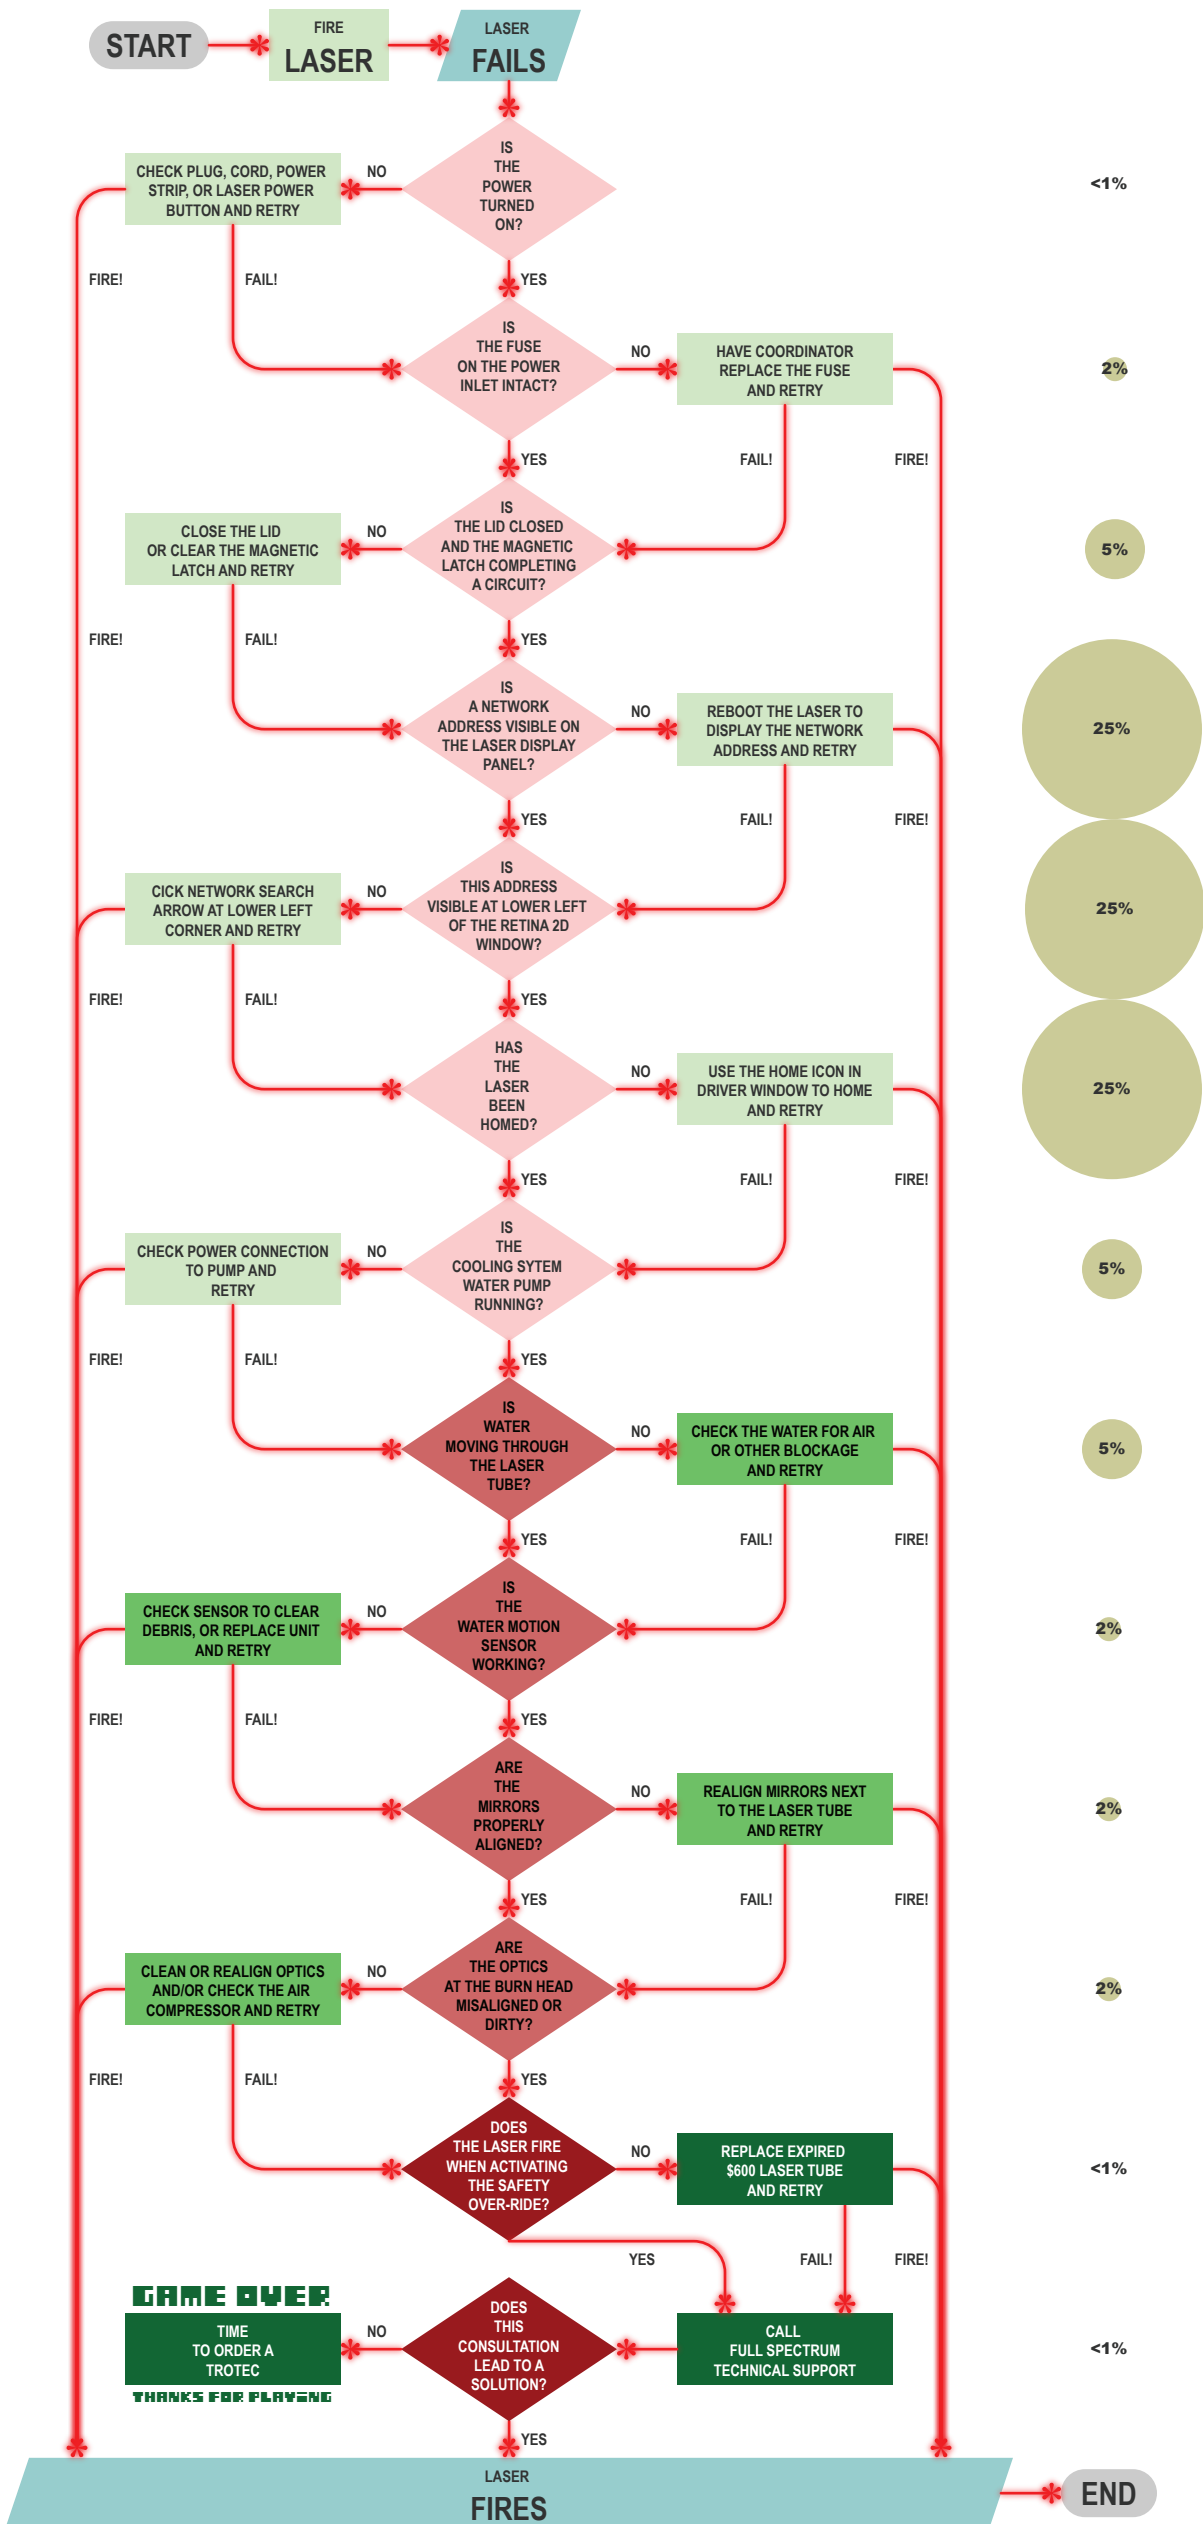 START
FIRE
LASER
LASER
FAILS
IS
THE
POWER
TURNED
ON?
NO
CHECK PLUG, CORD, POWER
STRIP, OR LASER POWER
BUTTON AND RETRY
<1%
FIRE!
FAIL!
YES
IS
THE FUSE
ON THE POWER
INLET INTACT?
NO
HAVE COORDINATOR
REPLACE THE FUSE
AND RETRY
2%
YES
FAIL!
FIRE!
IS
THE LID CLOSED
AND THE MAGNETIC
LATCH COMPLETING
A CIRCUIT?
NO
CLOSE THE LID
OR CLEAR THE MAGNETIC
LATCH AND RETRY
5%
FIRE!
FAIL!
YES
IS
A NETWORK
ADDRESS VISIBLE ON
THE LASER DISPLAY
PANEL?
NO
REBOOT THE LASER TO
DISPLAY THE NETWORK
ADDRESS AND RETRY
25%
YES
FAIL!
FIRE!
IS
THIS ADDRESS
VISIBLE AT LOWER LEFT
OF THE RETINA 2D
WINDOW?
NO
CICK NETWORK SEARCH
ARROW AT LOWER LEFT
CORNER AND RETRY
25%
FIRE!
FAIL!
YES
HAS
THE
LASER
BEEN
HOMED?
NO
USE THE HOME ICON IN
DRIVER WINDOW TO HOME
AND RETRY
25%
YES
FAIL!
FIRE!
IS
THE
COOLING SYTEM
WATER PUMP
RUNNING?
NO
CHECK POWER CONNECTION
TO PUMP AND
RETRY
5%
FIRE!
FAIL!
YES
IS
WATER
MOVING THROUGH
THE LASER
TUBE?
NO
CHECK THE WATER FOR AIR
OR OTHER BLOCKAGE
AND RETRY
5%
YES
FAIL!
FIRE!
IS
THE
WATER MOTION
SENSOR
WORKING?
NO
CHECK SENSOR TO CLEAR
DEBRIS, OR REPLACE UNIT
AND RETRY
2%
FIRE!
FAIL!
YES
ARE
THE
MIRRORS
PROPERLY
ALIGNED?
NO
REALIGN MIRRORS NEXT
TO THE LASER TUBE
AND RETRY
2%
YES
FAIL!
FIRE!
ARE
THE OPTICS
AT THE BURN HEAD
MISALIGNED OR
DIRTY?
NO
CLEAN OR REALIGN OPTICS
AND/OR CHECK THE AIR
COMPRESSOR AND RETRY
2%
FIRE!
FAIL!
YES
DOES
THE LASER FIRE
WHEN ACTIVATING
THE SAFETY
OVER-RIDE?
NO
REPLACE EXPIRED
$600 LASER TUBE
AND RETRY
<1%
YES
FAIL!
FIRE!
CALL
FULL SPECTRUM
TECHNICAL SUPPORT
<1%
DOES
THIS
CONSULTATION
LEAD TO A
SOLUTION?
NO
GAME OVER
TIME
TO ORDER A
TROTEC
THANKS FOR PLAYING
YES
LASER
FIRES
END